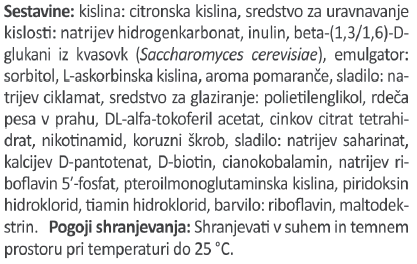 Sestavine: kislina: citronska kislina, sredstvo za uravnavanje
kislosti: natrijev hidrogenkarbonat, inulin, beta-(1,3/1,6)-D-
glukani iz kvasovk (Saccharomyces cerevisiae), emulgator:
sorbitol, L-askorbinska kislina, aroma pomaranče, sladilo: na-
trijev ciklamat, sredstvo za glaziranje: polietilenglikol, rdeča
pesa v prahu, DL-alfa-tokoferil acetat, cinkov citrat tetrahi-
drat, nikotinamid, koruzni škrob, sladilo: natrijev saharinat,
kalcijev D-pantotenat, D-biotin, cianokobalamin, natrijev ri-
boflavin 5’-fosfat, pteroilmonoglutaminska kislina, piridoksin
hidroklorid, tiamin hidroklorid, barvilo: riboflavin, maltodek-
strin. Pogoji shranjevanja: Shranjevati v suhem in temnem
prostoru pri temperaturi do 25 °C.